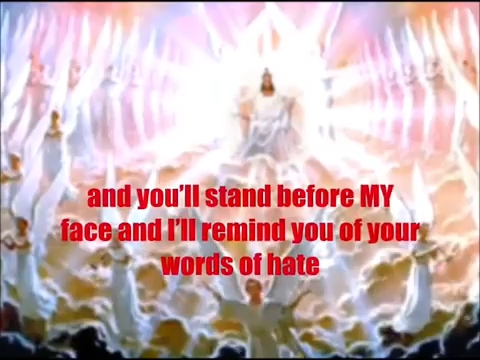 and you'll stand before MY
face and I'll remind you of your
words of hate